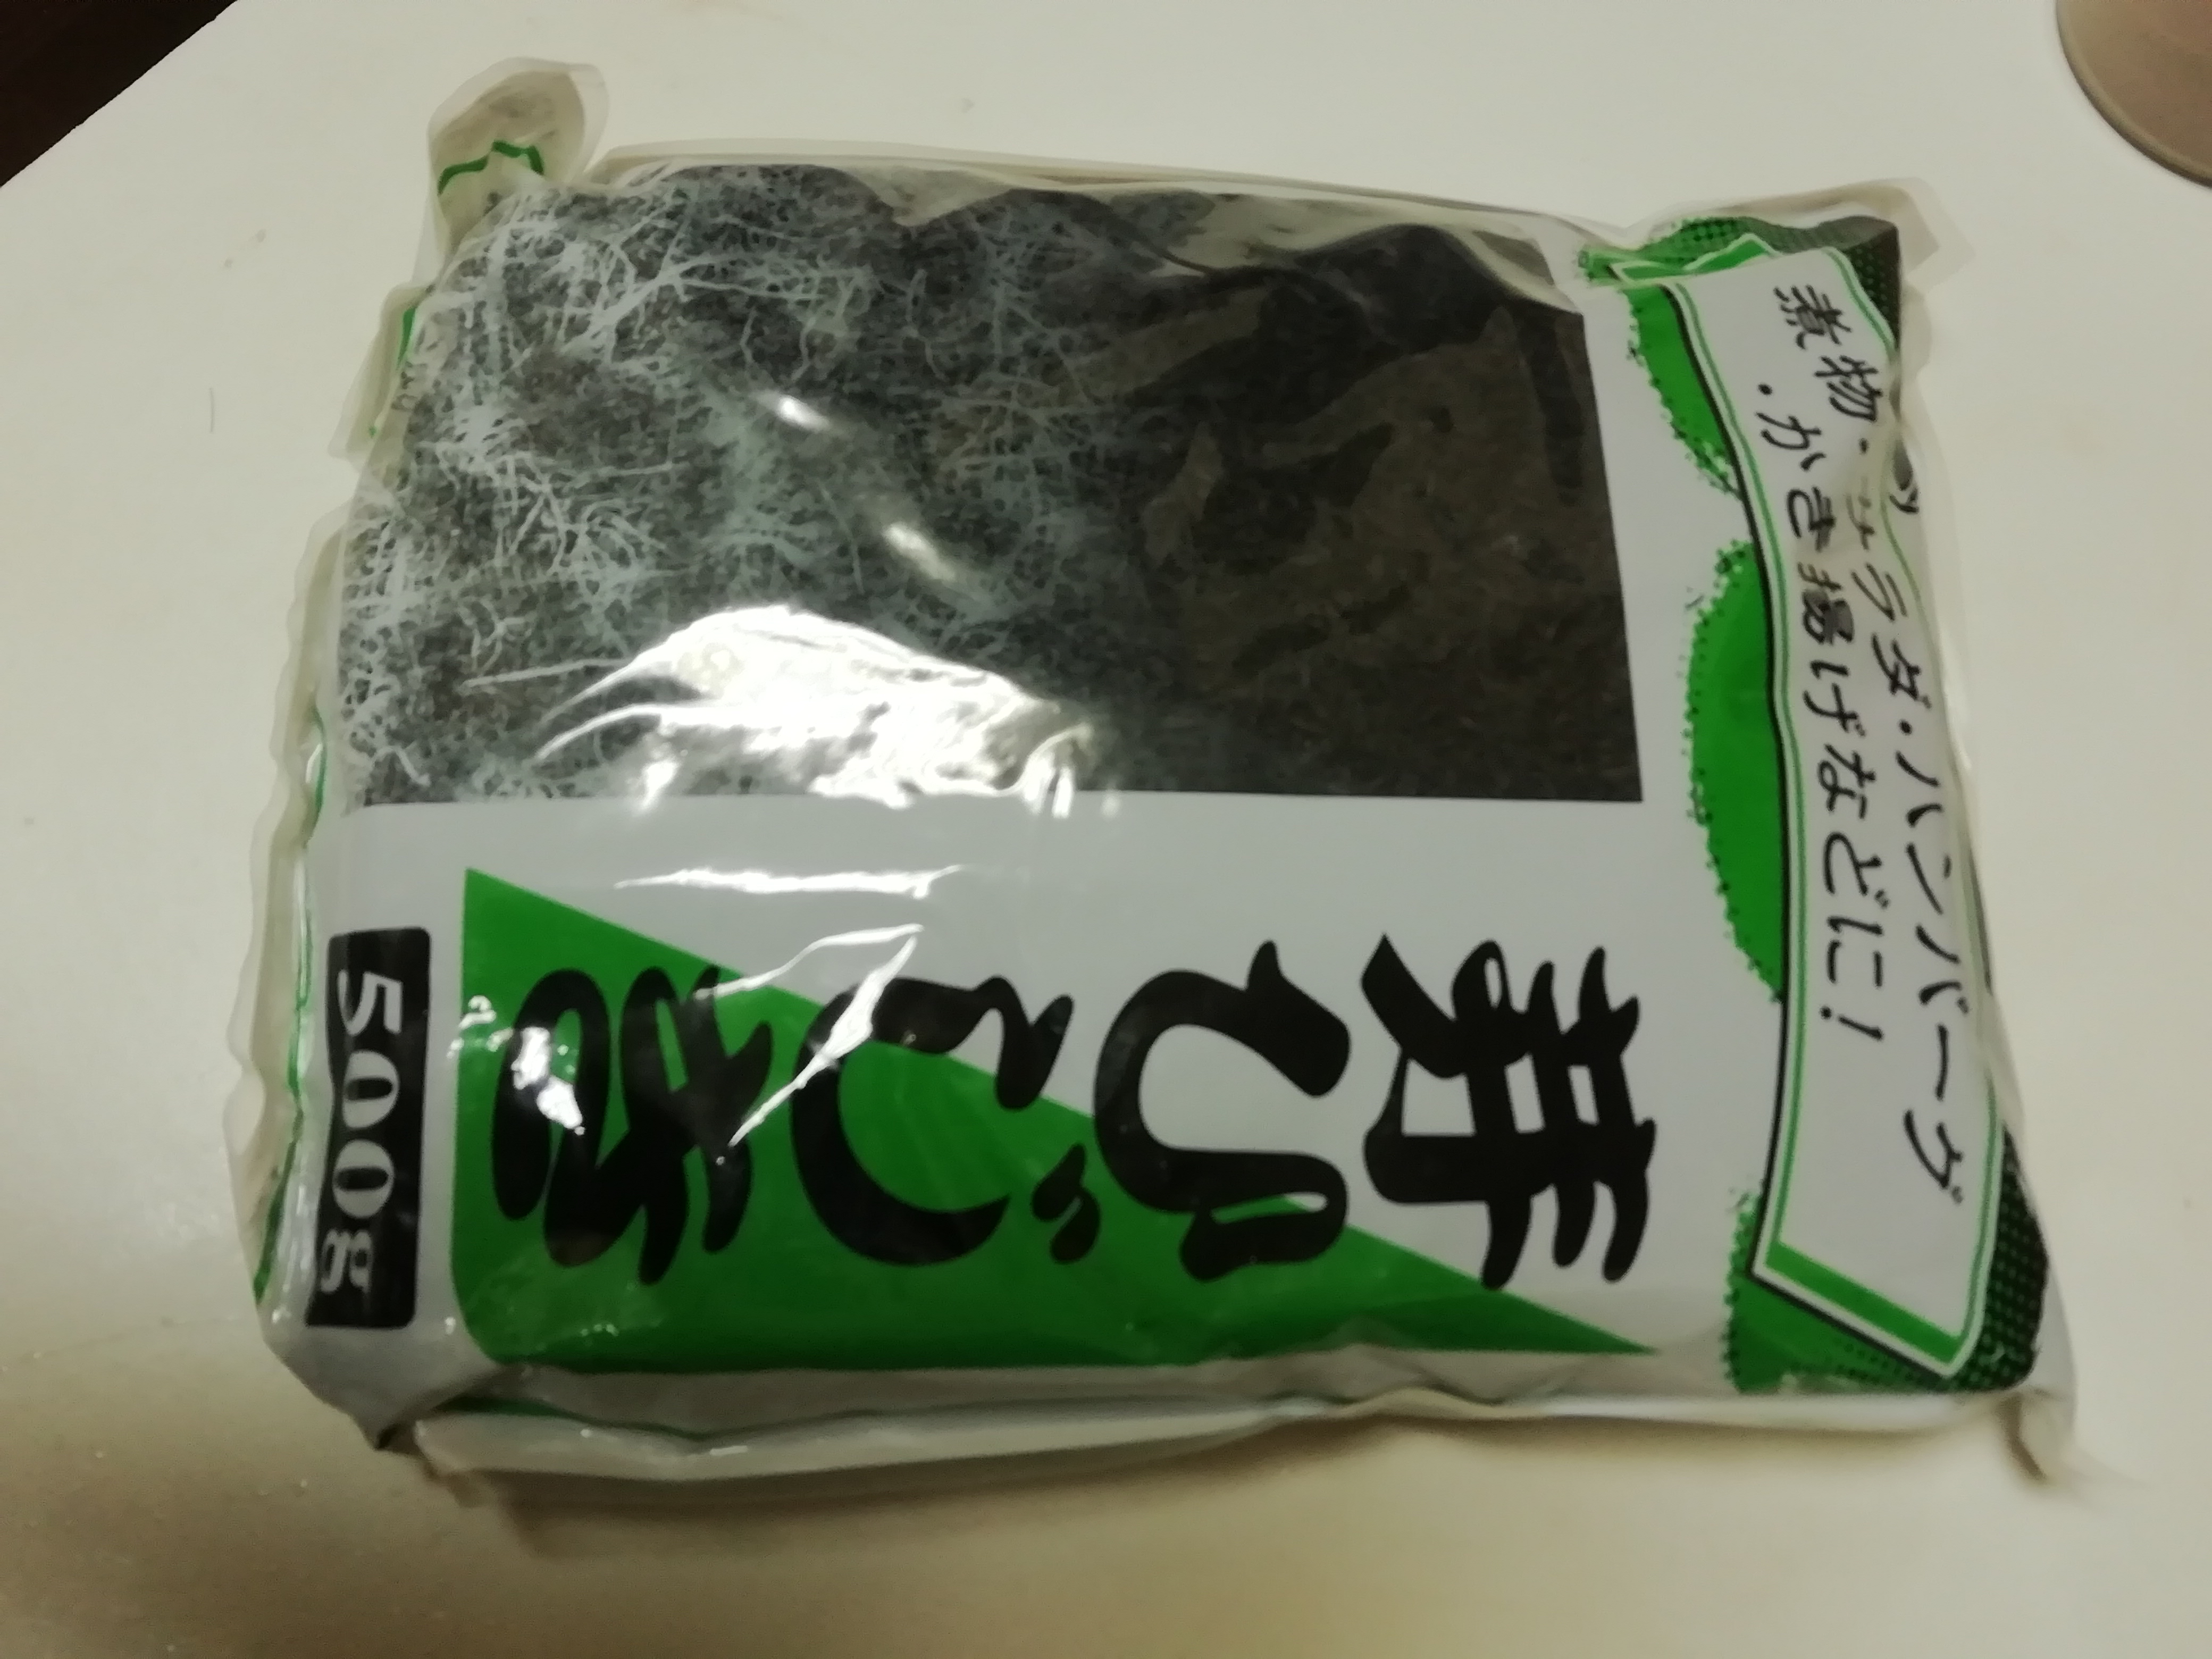 煮物・サラダ・ハンバーグ
・かき揚げなどに！
芽ひじき
500g